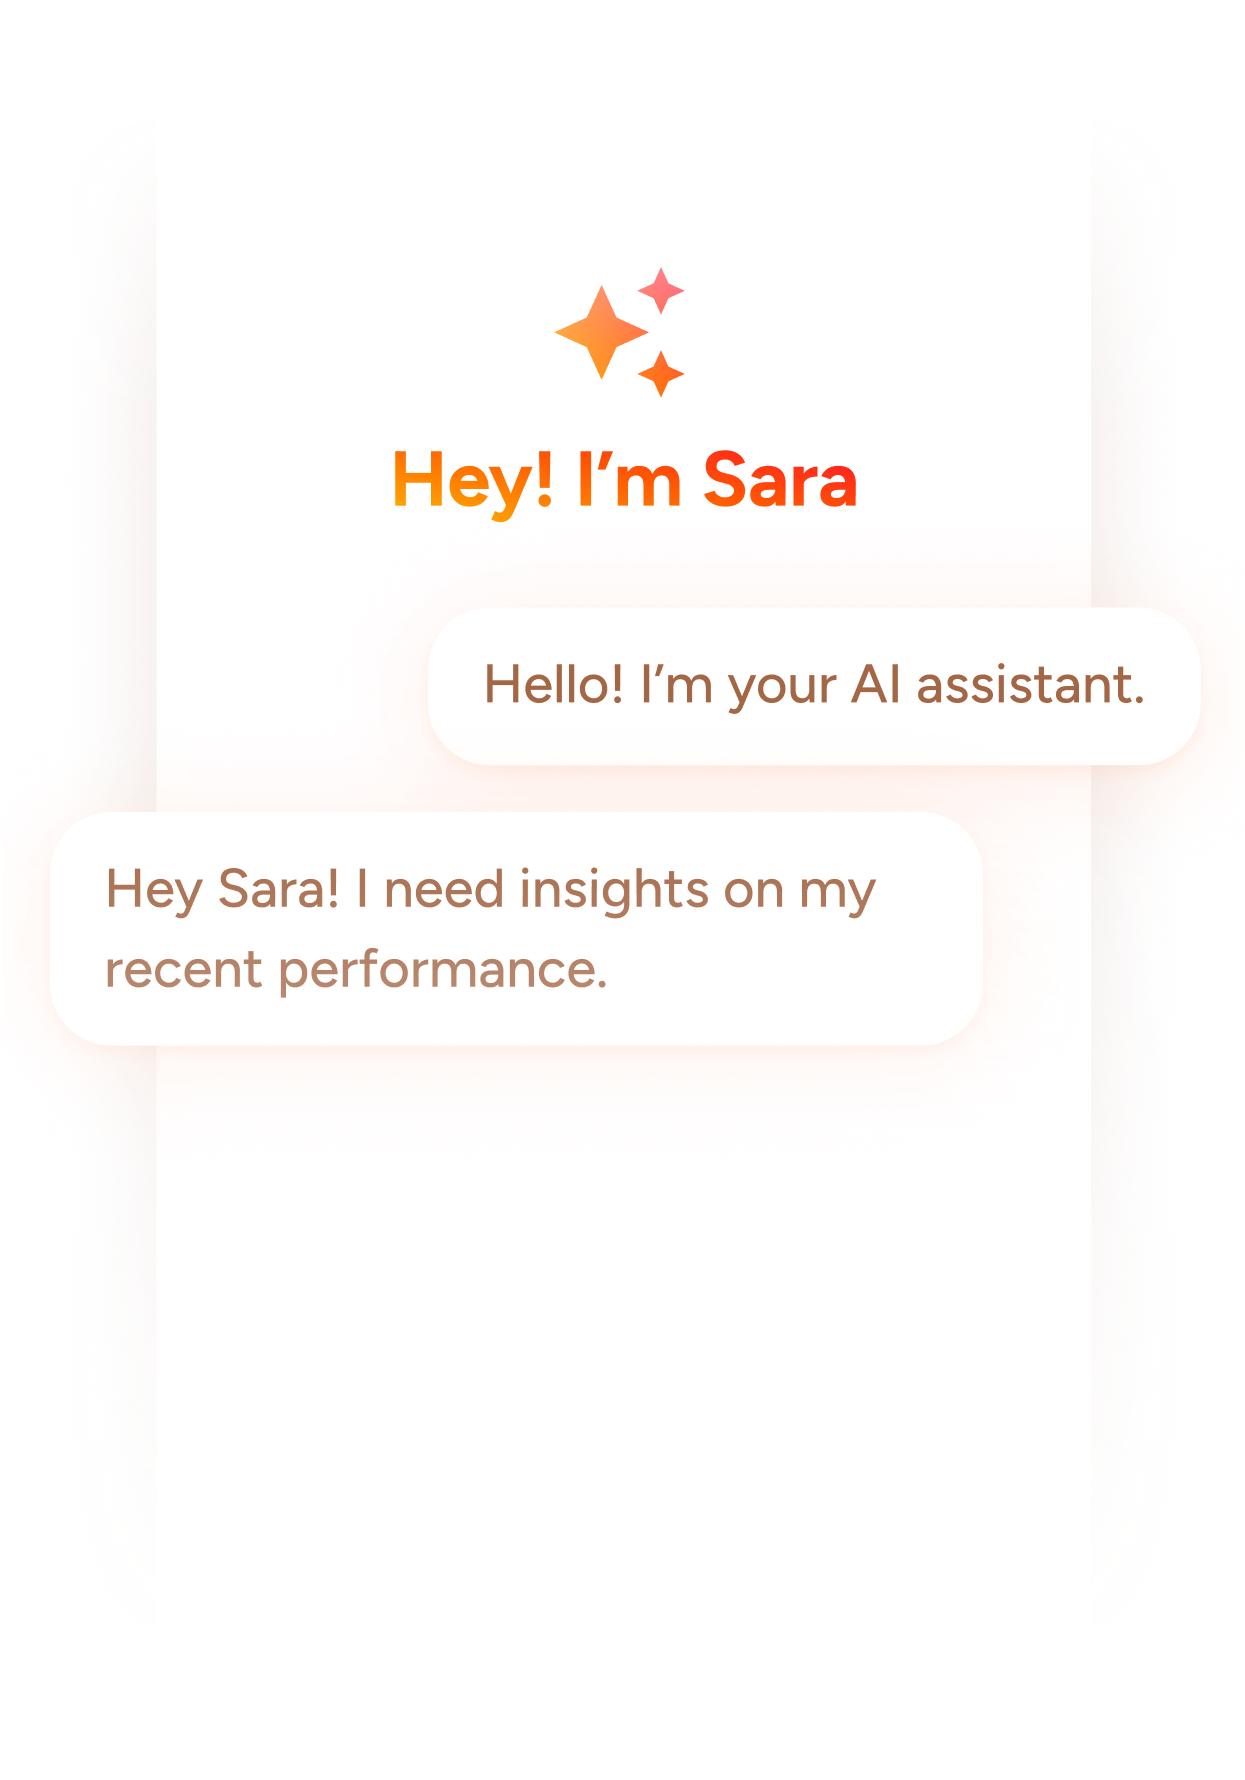 Hey! I’m Sara
Hello! I’m your AI assistant.
Hey Sara! I need insights on my
recent performance.